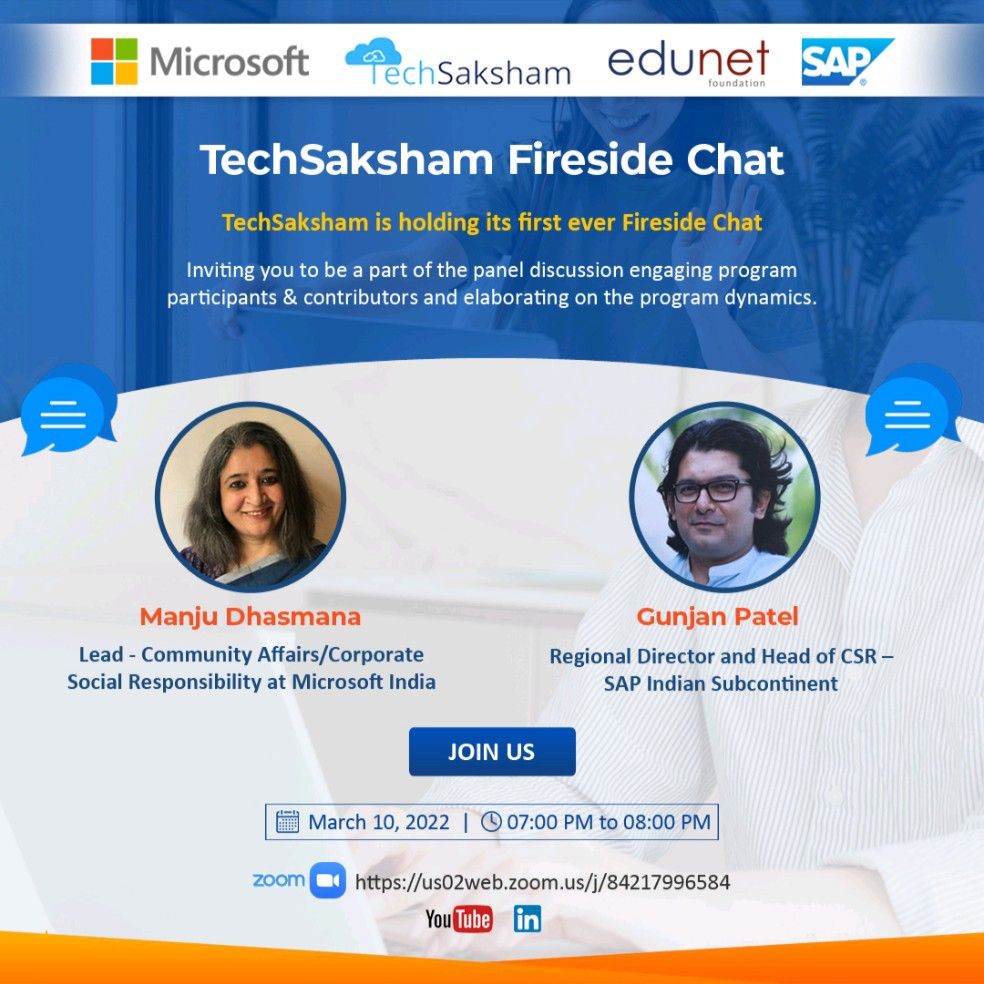 Microsoft
TechSaksham
edunet
foundation
SAP
®
TechSaksham Fireside Chat
TechSaksham is holding its first ever Fireside Chat
Inviting you to be a part of the panel discussion engaging program
participants & contributors and elaborating on the program dynamics.
Manju Dhasmana
Lead - Community Affairs/Corporate
Social Responsibility at Microsoft India
Gunjan Patel
Regional Director and Head of CSR –
SAP Indian Subcontinent
JOIN US
March 10, 2022 | 07:00 PM to 08:00 PM
zoom https://us02web.zoom.us/j/84217996584
YouTube in